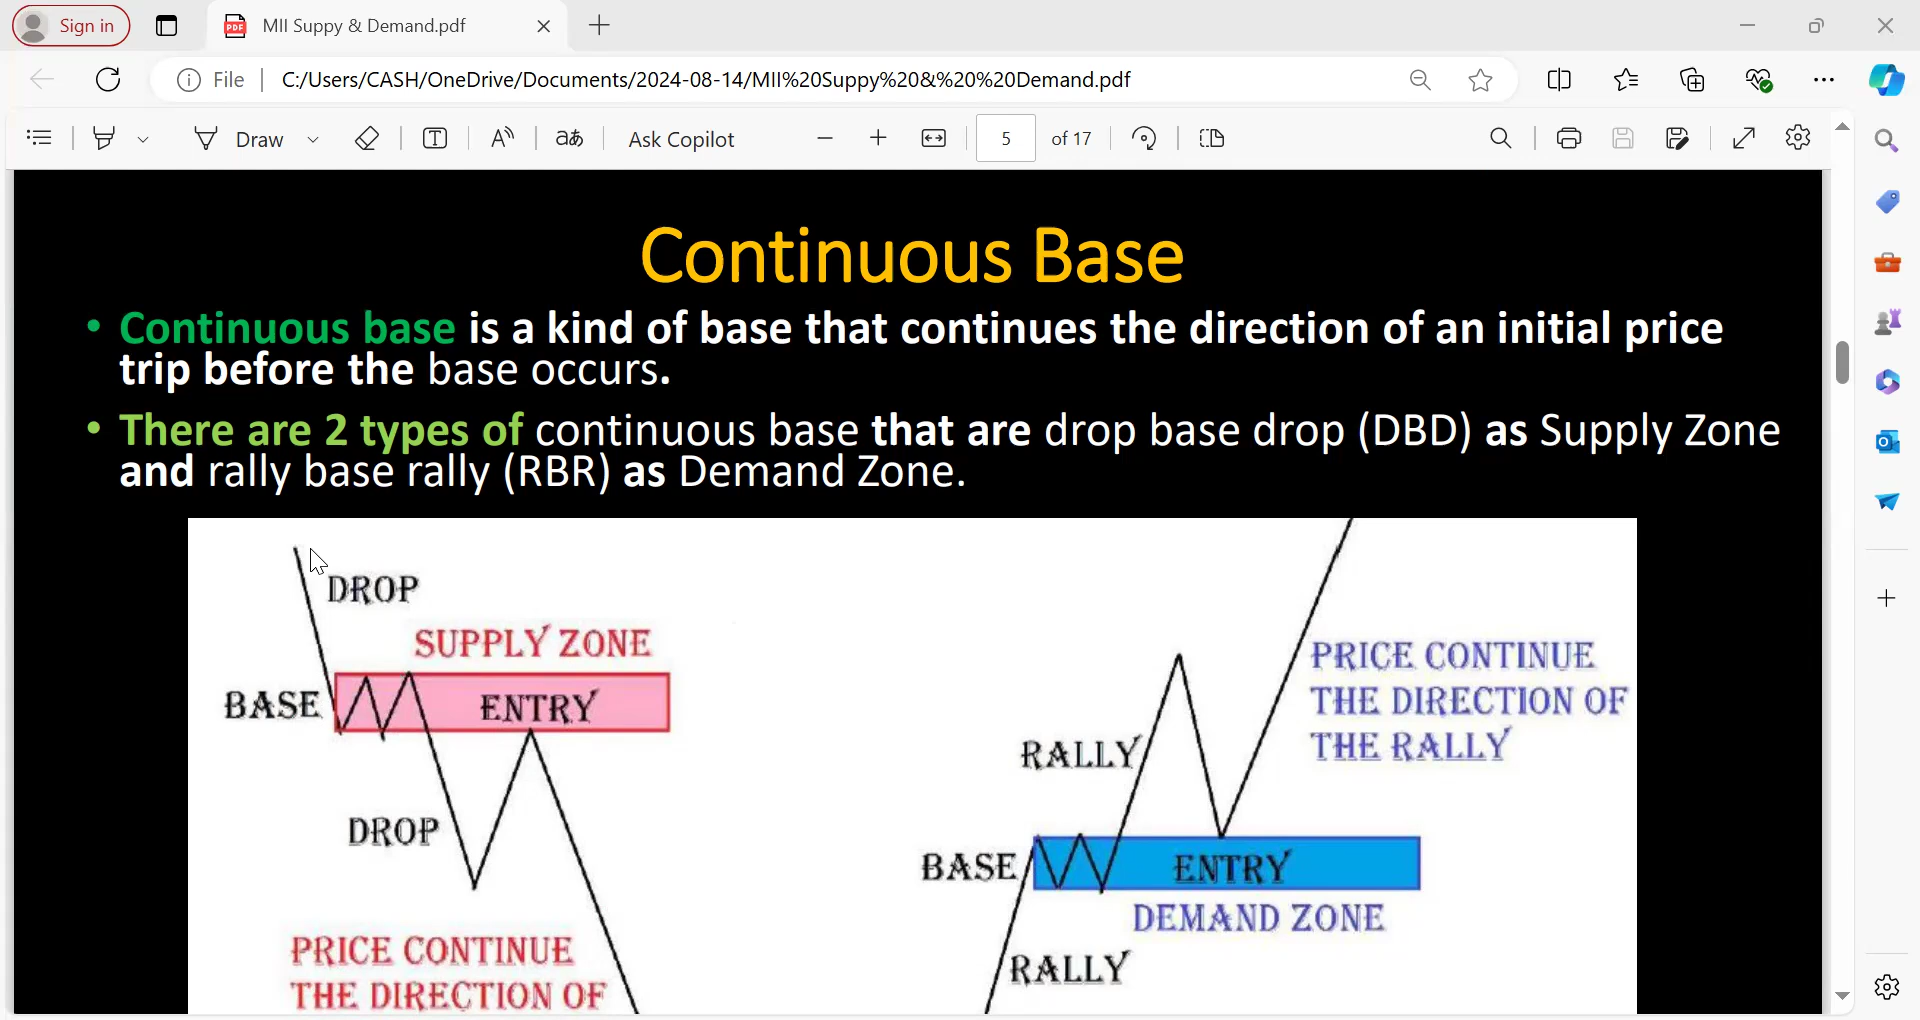 Sign in
MII Suppy & Demand.pdf
File
C:/Users/CASH/OneDrive/Documents/2024-08-14/MII%20Suppy%20&%20%20Demand.pdf
Draw
aあ
Ask Copilot
5 of 17
Continuous Base
• Continuous base is a kind of base that continues the direction of an initial price
trip before the base occurs.
• There are 2 types of continuous base that are drop base drop (DBD) as Supply Zone
and rally base rally (RBR) as Demand Zone.
DROP
SUPPLY ZONE
BASE
ENTRY
DROP
PRICE CONTINUE
THE DIRECTION OF
PRICE CONTINUE
THE DIRECTION OF
THE RALLY
RALLY
BASE
ENTRY
DEMAND ZONE
RALLY